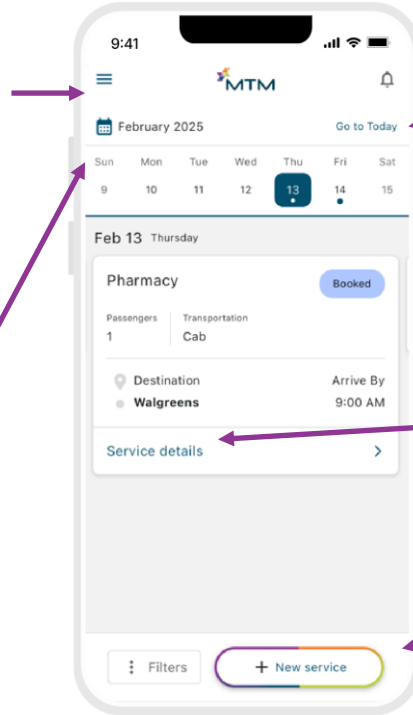 9:41
MTM
February 2025 Go to Today
Sun Mon Tue Wed Thu Fri Sat
9 10 11 12 13 14 15
Feb 13 Thursday
Pharmacy Booked
Passengers Transportation
1 Cab
Destination Arrive By
Walgreens 9:00 AM
Service details
Filters + New service